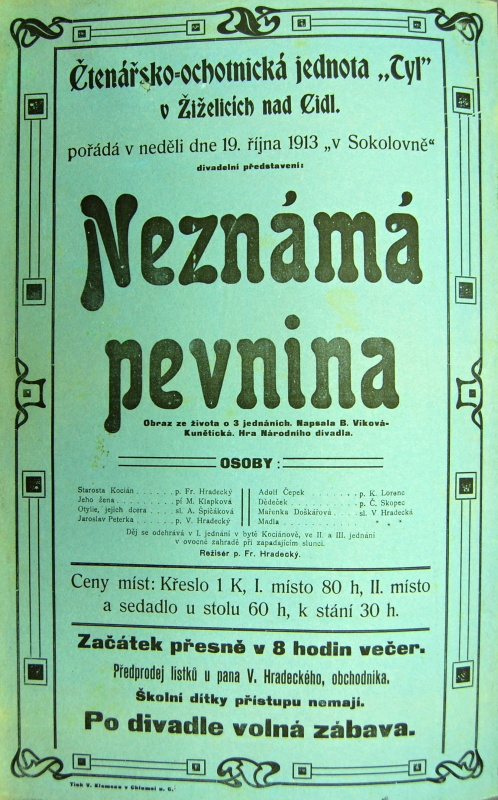 Čtenářsko-ochotnická jednota „Tyl"
v Žiželicích nad Cidl.
pořádá v neděli dne 19. října 1913 „v Sokolovně“
divadelní představení:
Neznámá
pevnina
Obraz ze života o 3 jednáních. Napsala B. Viková-
Kunětická. Hra Národního divadla.
OSOBY:
Starosta Kocián . . . . . . p. Fr. Hradecký
Jeho žena . . . . . . . . . pí M. Klapková
Otylie, jejich dcera . . sl. A. Špičáková
Jaroslav Peterka . . . . p. V. Hradecký
Adolf Čepek . . . . . . . . . . p. K. Lorenc
Dědeček . . . . . . . . . . . p. Č. Skopec
Mařenka Doškářová . . sl. V Hradecká
Madla . . . . . . . . . . . . „ „ „
Děj se odehrává v I. jednání v bytě Kociánově, ve II. a III. jednání
v ovocné zahradě při zapadajícím slunci.
Režisér p. Fr. Hradecký.
Ceny míst: Křeslo 1 K, I. místo 80 h, II. místo
a sedadlo u stolu 60 h, k stání 30 h.
Začátek přesně v 8 hodin večer.
Předprodej lístků u pana V. Hradeckého, obchodníka.
Školní dítky přístupu nemají.
Po divadle volná zábava.
Tisk V. Klemens v Chlumci n. C.